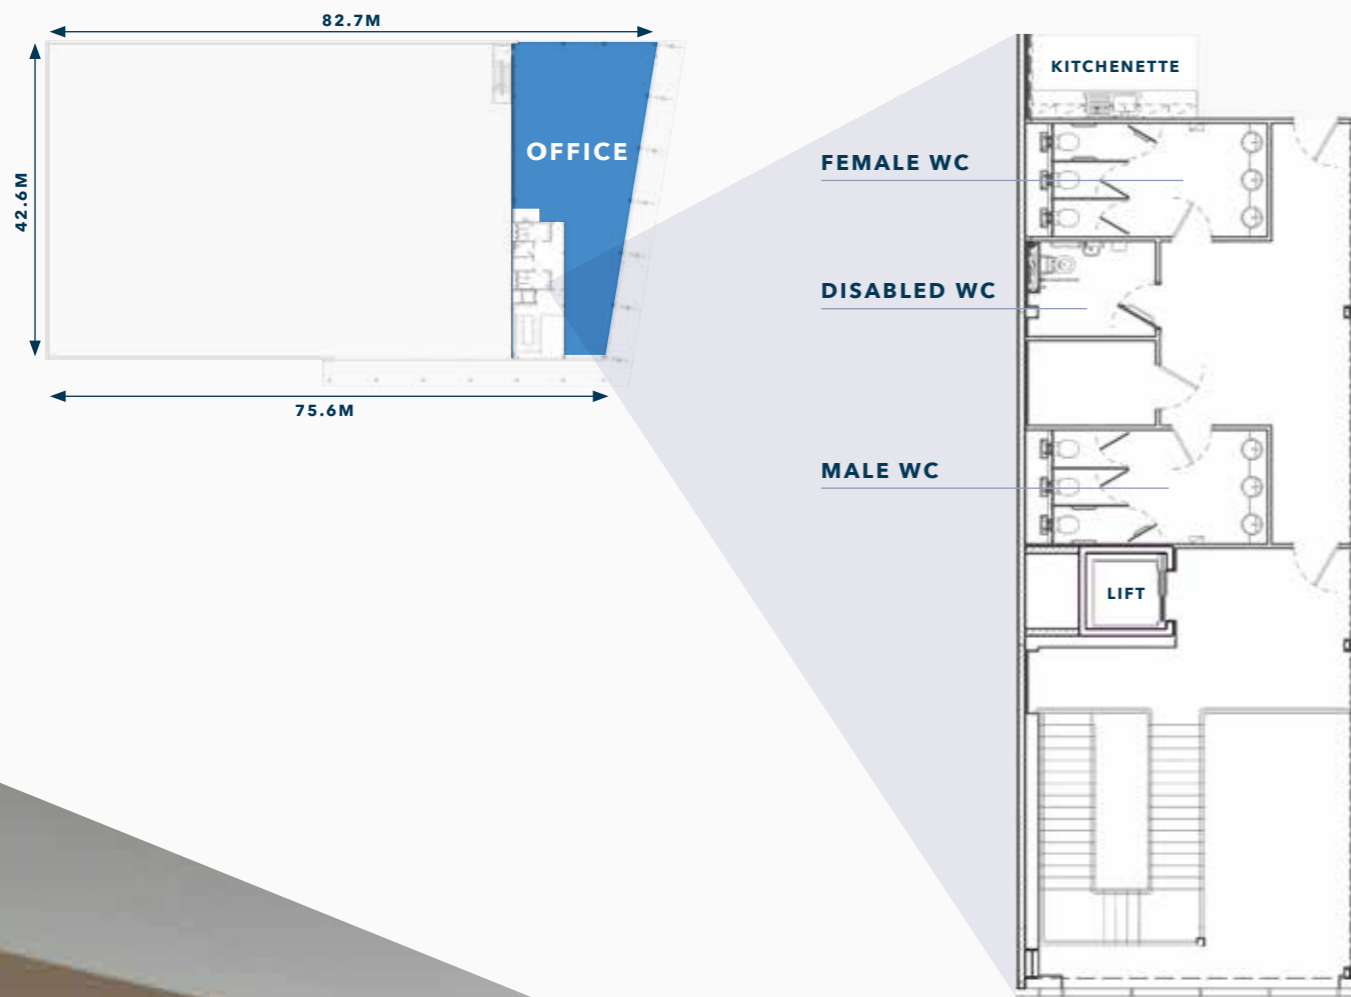 82.7M
42.6M
OFFICE
75.6M
KITCHENETTE
FEMALE WC
DISABLED WC
MALE WC
LIFT